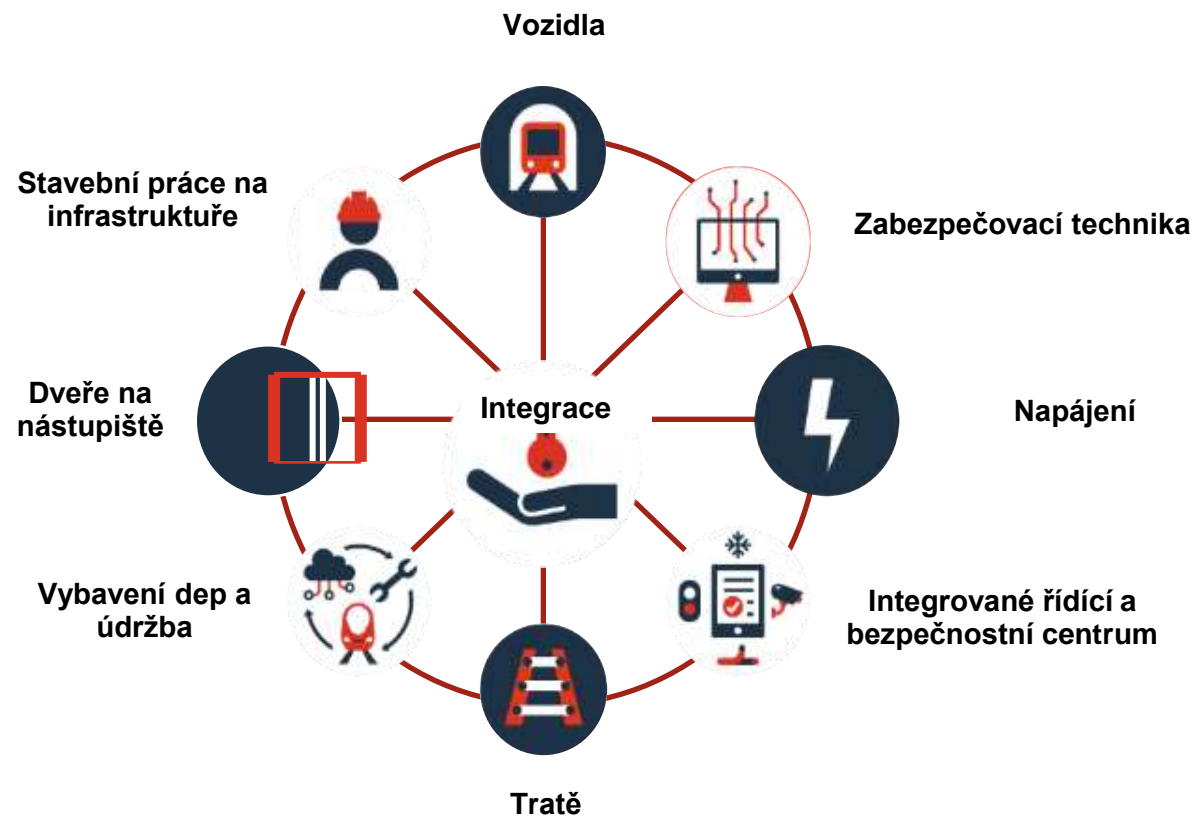 Vozidla
Stavební práce na
infrastruktuře
Zabezpečovací technika
Dveře na
nástupiště
Integrace
Napájení
Vybavení dep a
údržba
Integrované řídící a
bezpečnostní centrum
Tratě